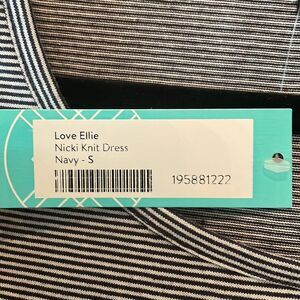 Love Ellie
Nicki Knit Dress
Navy - S
195881222